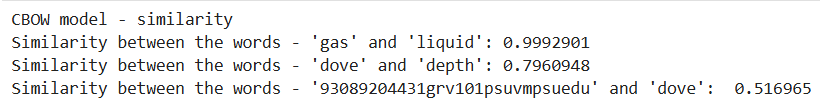 CBOW model - similarity
Similarity between the words - 'gas' and 'liquid': 0.9992901
Similarity between the words - 'dove' and 'depth': 0.7960948
Similarity between the words - '93089204431grv101psuvmpsuedu' and 'dove':  0.516965